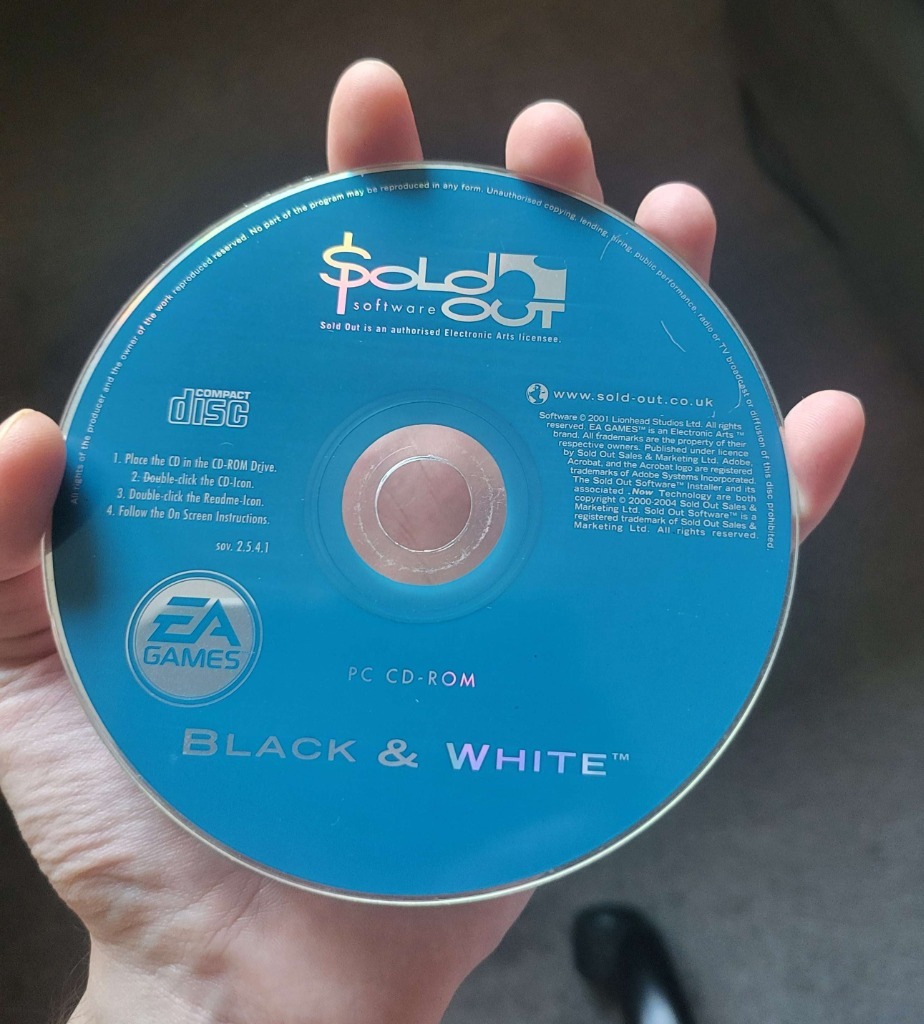 All rights of the producer and the owner of the work reproduced reserved. No part of the program may be reproduced in any form. Unauthorised copying, lending, hiring, public performance, radio or TV broadcast or diffusion of this disc prohibited.
$OLD OUT
software
Sold Out is an authorised Electronic Arts licensee.
COMPACT
disc
1. Place the CD in the CD-ROM Drive.
2. Double-click the CD-Icon.
3. Double-click the Readme-Icon.
4. Follow the On Screen Instructions.
sov. 2.5.4.1
www.sold-out.co.uk
Software © 2001 Lionhead Studios Ltd. All rights
reserved. EA GAMES™ is an Electronic Arts ™
brand. All trademarks are the property of their
respective owners. Published under licence
by Sold Out Sales & Marketing Ltd. Adobe,
Acrobat, and the Acrobat logo are registered
trademarks of Adobe Systems Incorporated.
The Sold Out Software™ Installer and its
associated .Now Technology are both
copyright © 2000-2004 Sold Out Sales &
Marketing Ltd. Sold Out Software™ is a
registered trademark of Sold Out Sales &
Marketing Ltd. All rights reserved.
EA
GAMES
PC CD-ROM
BLACK & WHITE™